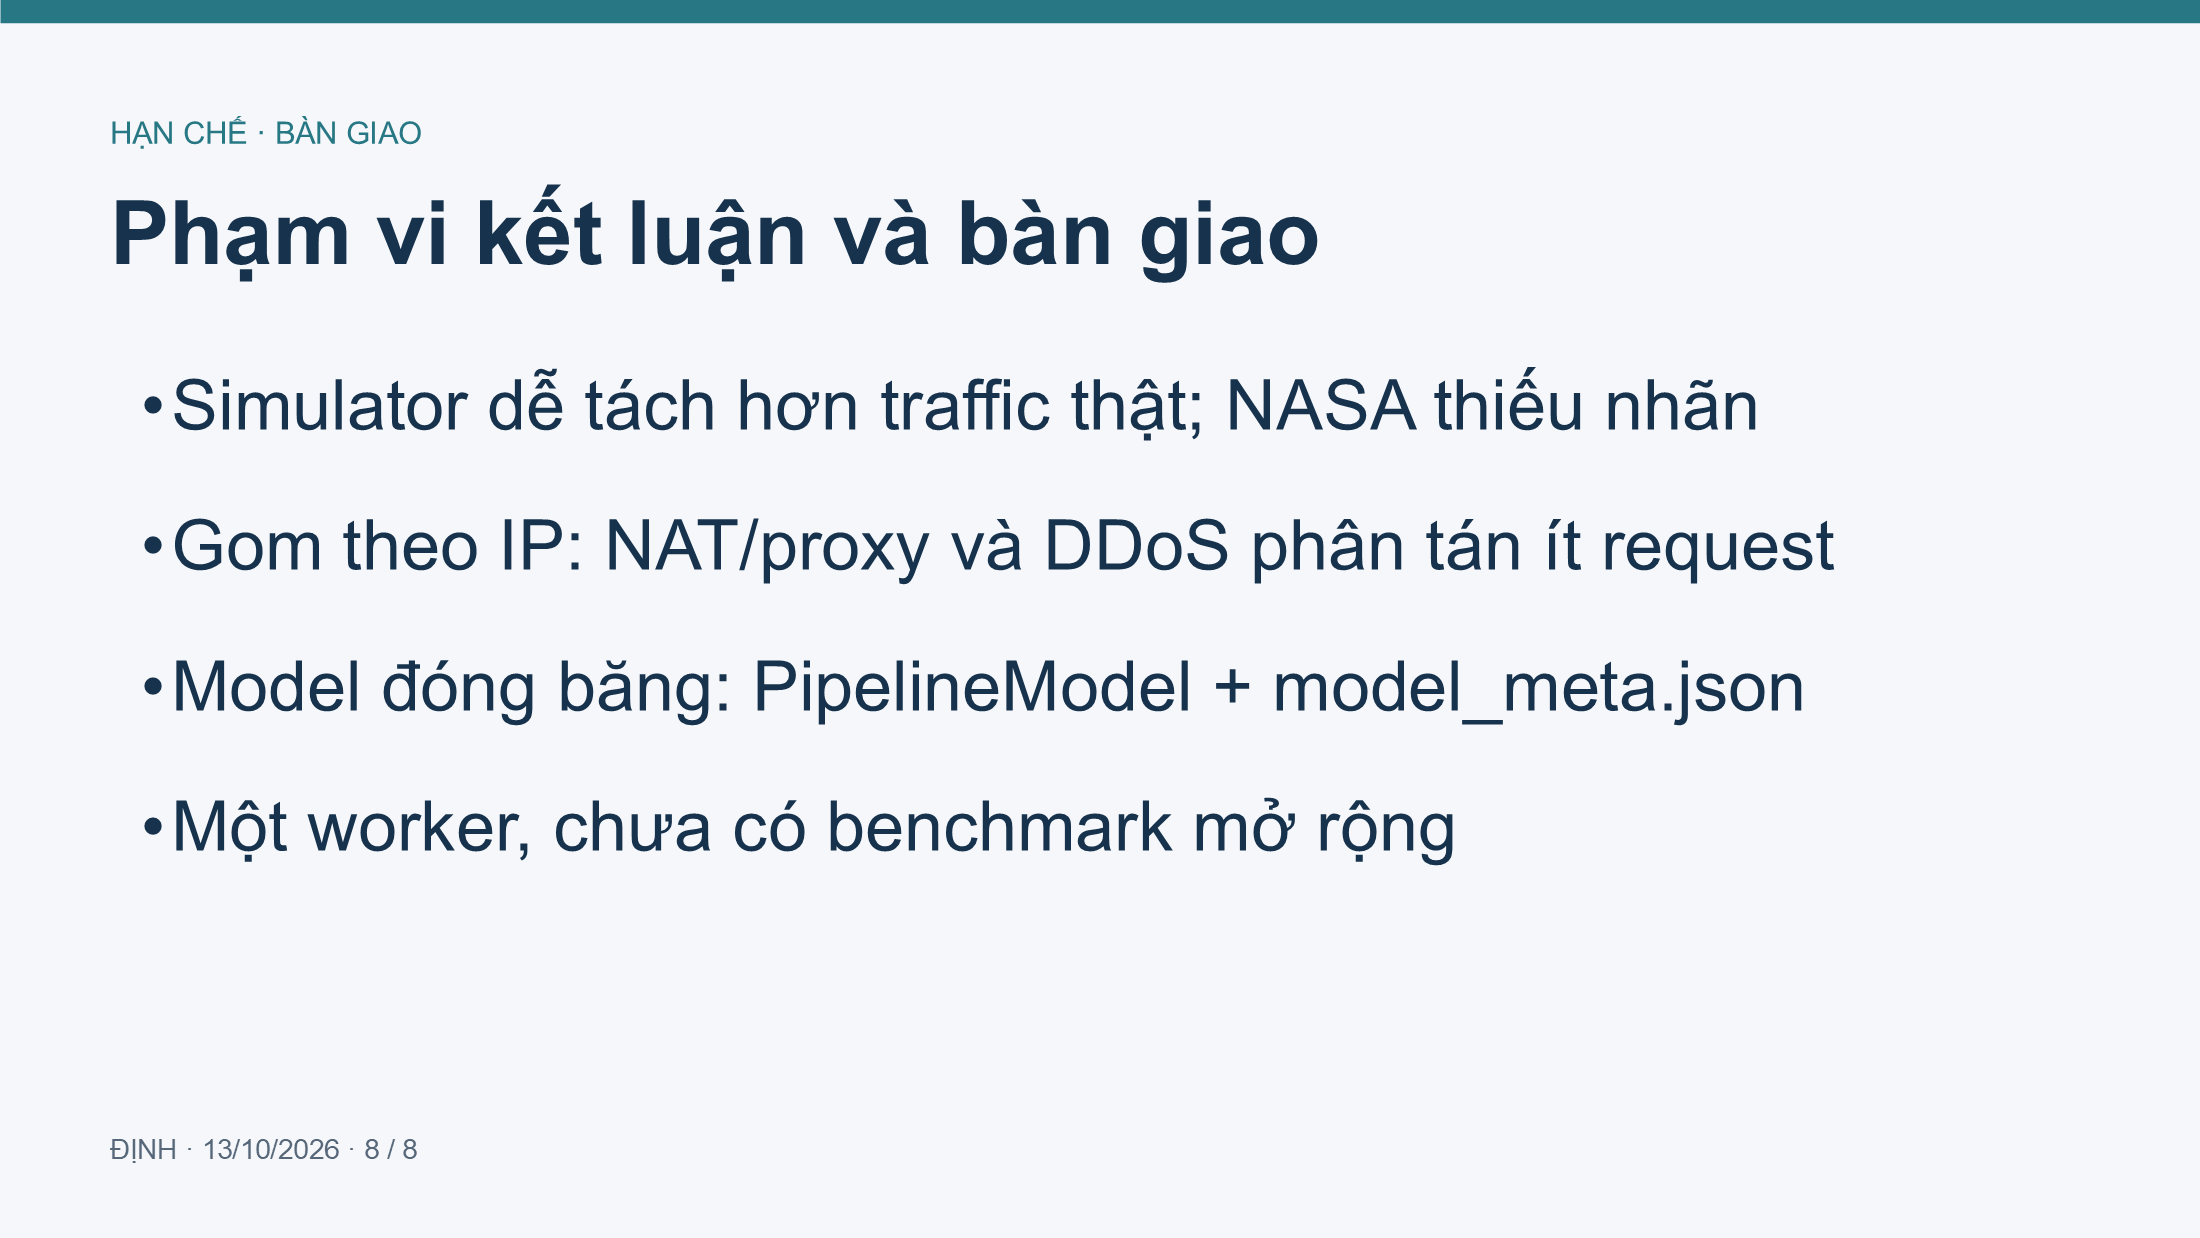 HẠN CHẾ · BÀN GIAO
Phạm vi kết luận và bàn giao
•Simulator dễ tách hơn traffic thật; NASA thiếu nhãn
•Gom theo IP: NAT/proxy và DDoS phân tán ít request
•Model đóng băng: PipelineModel + model_meta.json
•Một worker, chưa có benchmark mở rộng
ĐỊNH · 13/10/2026 · 8 / 8